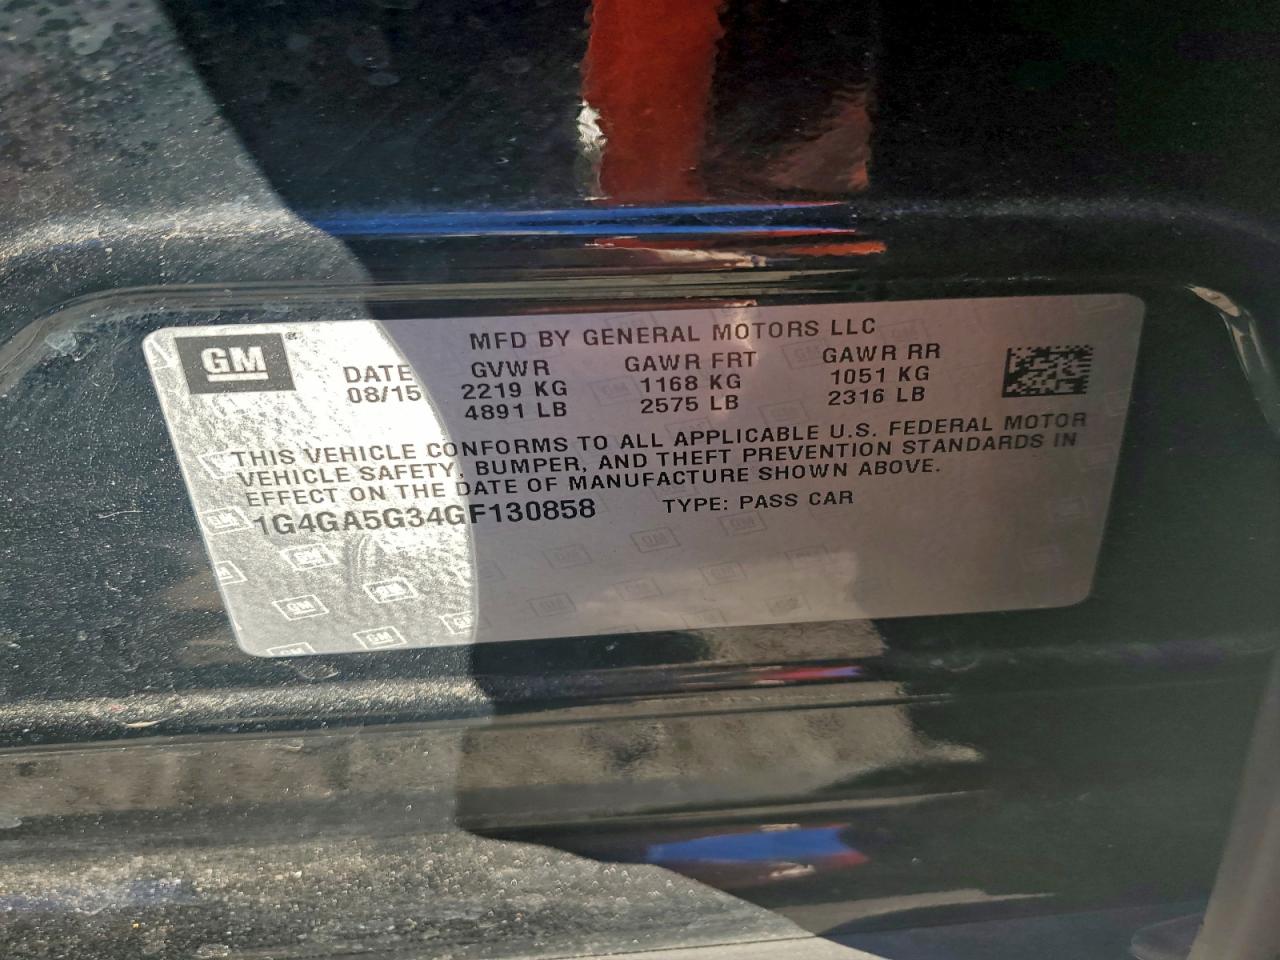 GM
MFD BY GENERAL MOTORS LLC
DATE GVWR GAWR FRT GAWR RR
08/15 2219 KG 1168 KG 1051 KG
4891 LB 2575 LB 2316 LB
THIS VEHICLE CONFORMS TO ALL APPLICABLE U.S. FEDERAL MOTOR
VEHICLE SAFETY, BUMPER, AND THEFT PREVENTION STANDARDS IN
EFFECT ON THE DATE OF MANUFACTURE SHOWN ABOVE.
1G4GA5G34GF130858 TYPE: PASS CAR